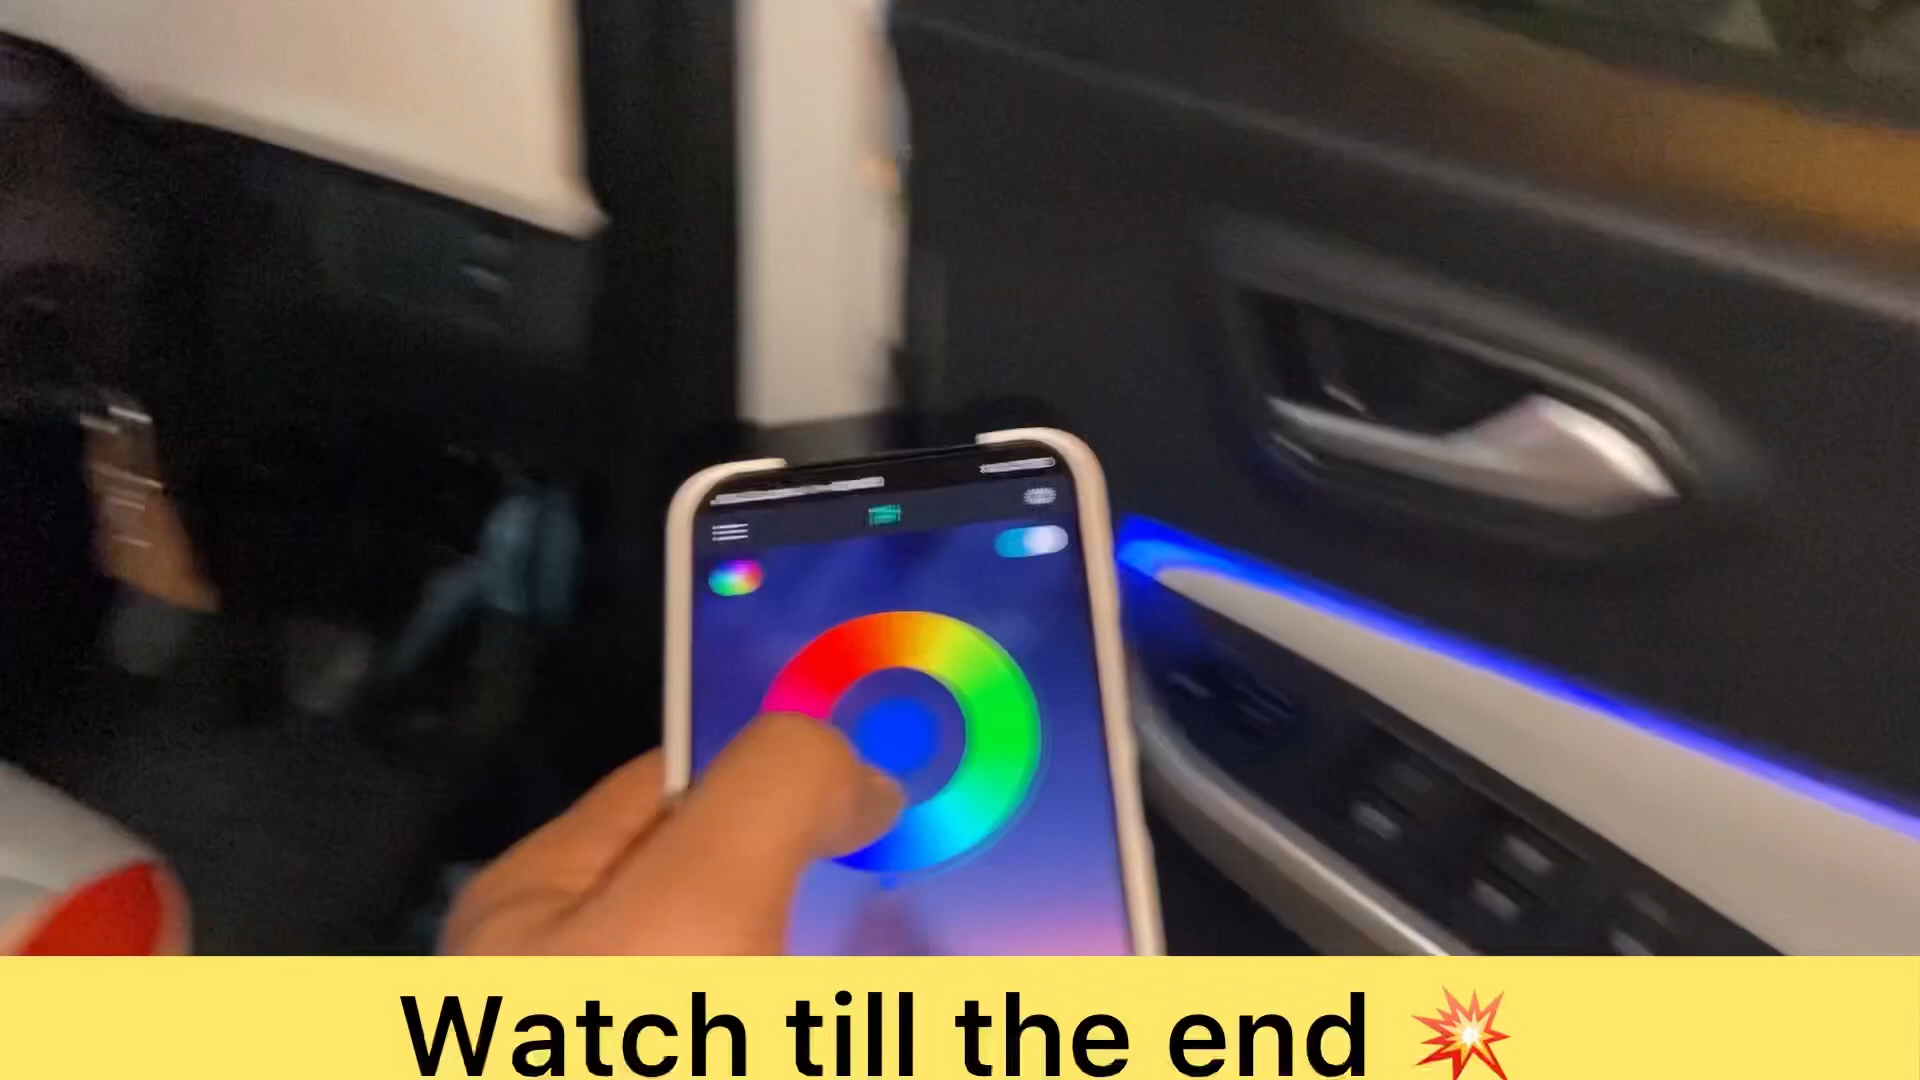 Watch till the end 💥